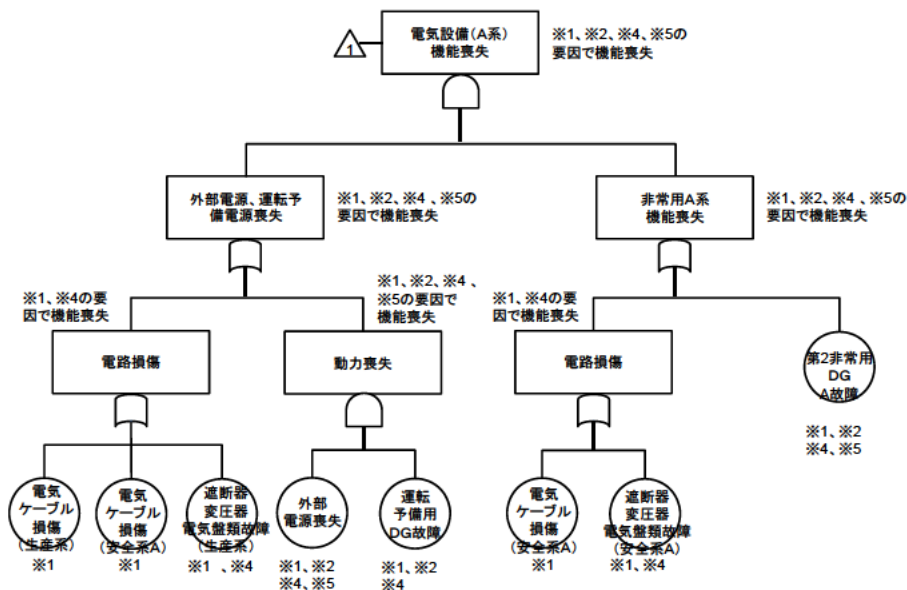 電気設備(A系)
機能喪失
1
※1、※2、※4、※5の
要因で機能喪失
外部電源、運転予
備電源喪失
※1、※2、※4 、※5の
要因で機能喪失
非常用A系
機能喪失
※1、※2、※4 、※5の
要因で機能喪失
※1、※4の要
因で機能喪失
電路損傷
※1、※2、※4 、
※5の要因で
機能喪失
動力喪失
※1、※4の要
因で機能喪失
電路損傷
第2非常用
DG
A故障
※1、※2
※4、※5
電気
ケーブル
損傷
(生産系)
※1
電気
ケーブル
損傷
(安全系A)
※1
遮断器
変圧器
電気盤類故障
(生産系)
※1 、※4
外部
電源喪失
※1、※2
※4、※5
運転
予備用
DG故障
※1、※2
※4
電気
ケーブル
損傷
(安全系A)
※1
遮断器
変圧器
電気盤類故障
(安全系A)
※1、※4